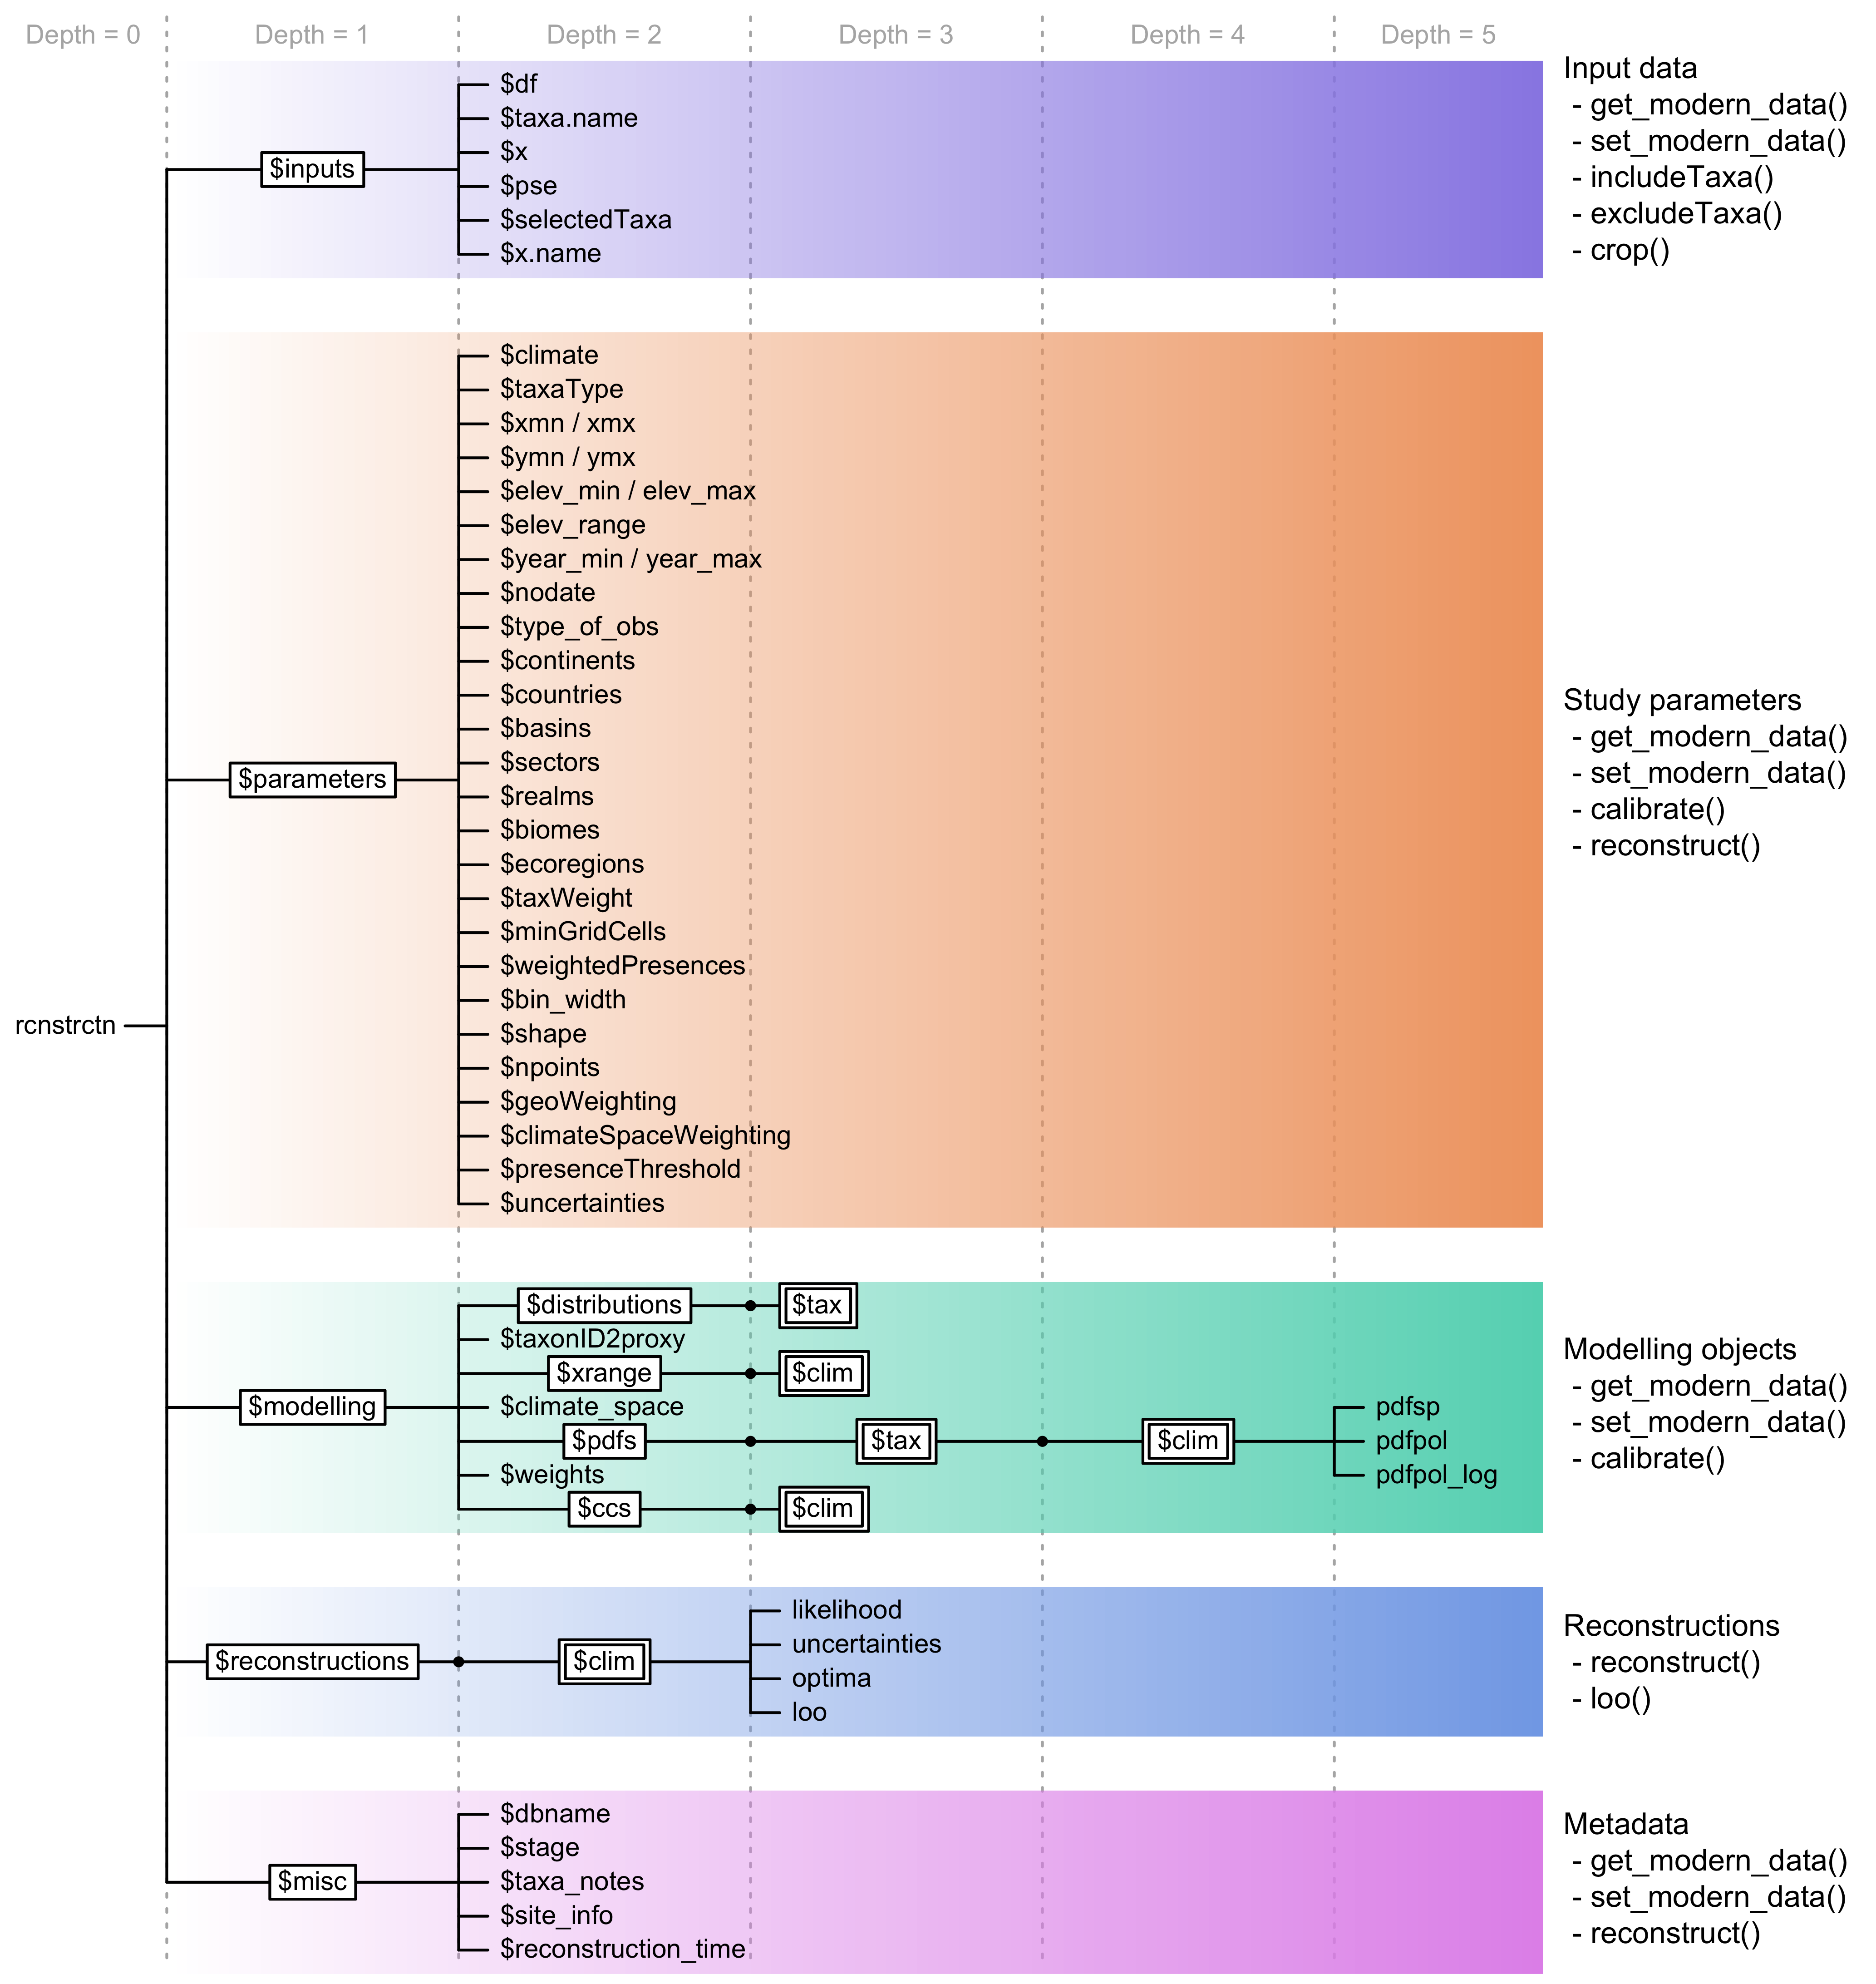 Depth = 0 Depth = 1 Depth = 2 Depth = 3 Depth = 4 Depth = 5
rcnstrctn
$inputs
$df
$taxa.name
$x
$pse
$selectedTaxa
$x.name
Input data
- get_modern_data()
- set_modern_data()
- includeTaxa()
- excludeTaxa()
- crop()
$parameters
$climate
$taxaType
$xmn / xmx
$ymn / ymx
$elev_min / elev_max
$elev_range
$year_min / year_max
$nodate
$type_of_obs
$continents
$countries
$basins
$sectors
$realms
$biomes
$ecoregions
$taxWeight
$minGridCells
$weightedPresences
$bin_width
$shape
$npoints
$geoWeighting
$climateSpaceWeighting
$presenceThreshold
$uncertainties
Study parameters
- get_modern_data()
- set_modern_data()
- calibrate()
- reconstruct()
$modelling
$distributions $tax
$taxonID2proxy
$xrange $clim
$climate_space
$pdfs $tax $clim
pdfsp
pdfpol
pdfpol_log
$weights
$ccs $clim
Modelling objects
- get_modern_data()
- set_modern_data()
- calibrate()
$reconstructions $clim
likelihood
uncertainties
optima
loo
Reconstructions
- reconstruct()
- loo()
$misc
$dbname
$stage
$taxa_notes
$site_info
$reconstruction_time
Metadata
- get_modern_data()
- set_modern_data()
- reconstruct()